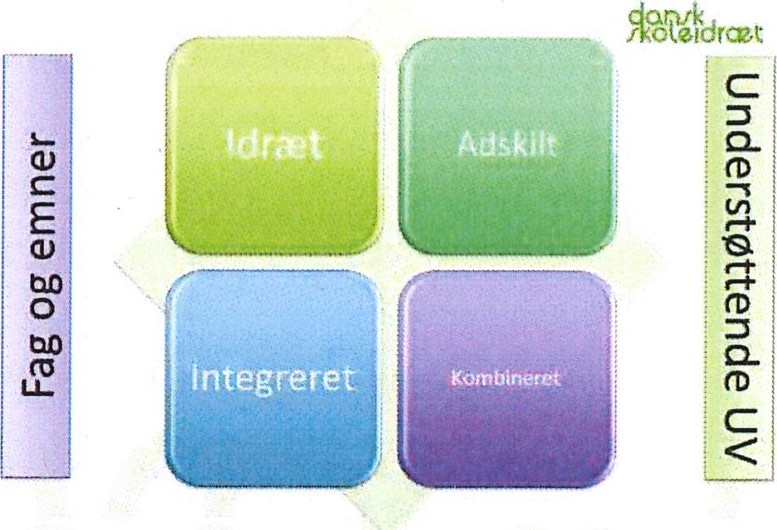 dansk
skoleidræt
Fag og emner
Idræt
Adskilt
Understøttende UV
Integreret
Kombineret